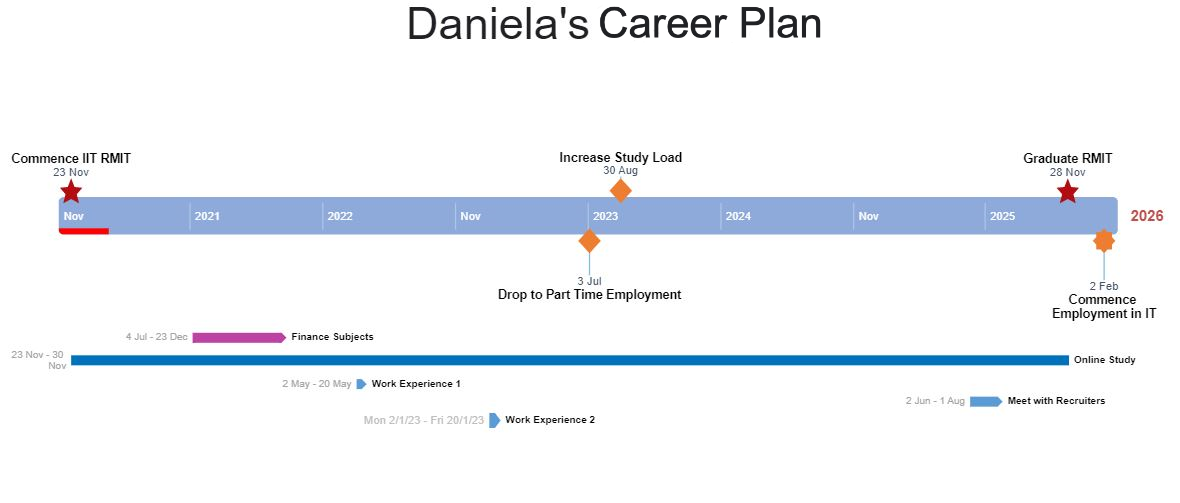 Daniela's Career Plan
Commence IIT RMIT
23 Nov
Increase Study Load
30 Aug
Graduate RMIT
28 Nov
Nov 2021 2022 Nov 2023 2024 Nov 2025 2026
3 Jul
Drop to Part Time Employment
2 Feb
Commence
Employment in IT
4 Jul - 23 Dec Finance Subjects
23 Nov - 30
Nov
Online Study
2 May - 20 May Work Experience 1
2 Jun - 1 Aug Meet with Recruiters
Mon 2/1/23 - Fri 20/1/23 Work Experience 2